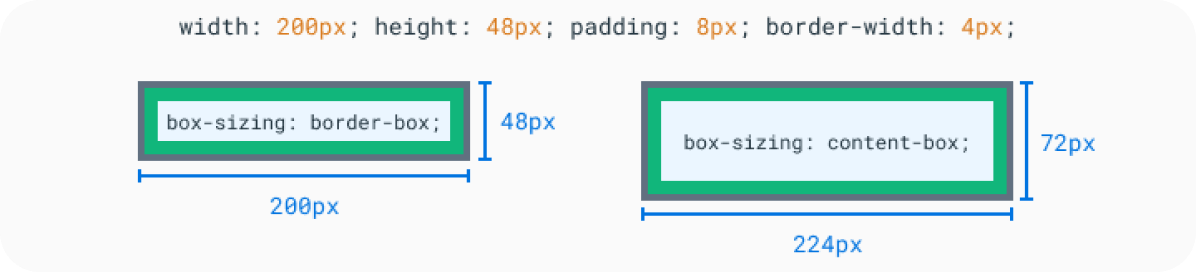 width: 200px; height: 48px; padding: 8px; border-width: 4px;
box-sizing: border-box;
48px
200px
box-sizing: content-box;
72px
224px